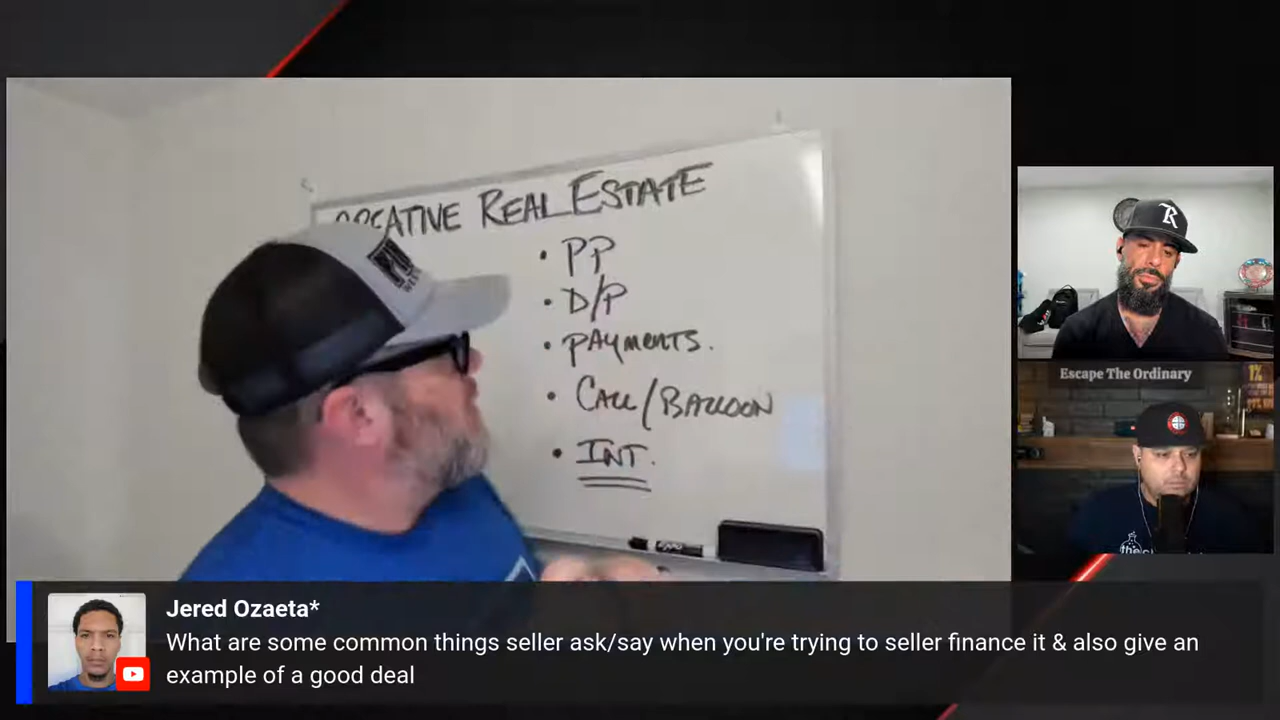 REAL ESTATE
• PP
• D/P
• PAYMENTS.
• CALL/BALLOON
• INT.
R
Escape The Ordinary
1%
Jered Ozaeta*
What are some common things seller ask/say when you're trying to seller finance it & also give an
example of a good deal